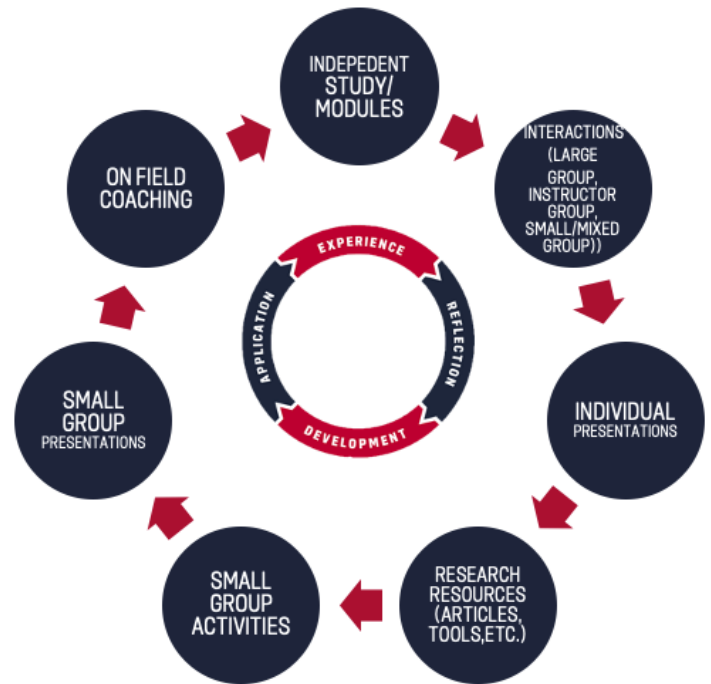 INDEPEDENT
STUDY/
MODULES
INTERACTIONS
(LARGE
GROUP,
INSTRUCTOR
GROUP,
SMALL/MIXED
GROUP))
INDIVIDUAL
PRESENTATIONS
RESEARCH
RESOURCES
(ARTICLES,
TOOLS,ETC.)
SMALL
GROUP
ACTIVITIES
SMALL
GROUP
PRESENTATIONS
ON FIELD
COACHING
EXPERIENCE
REFLECTION
DEVELOPMENT
APPLICATION